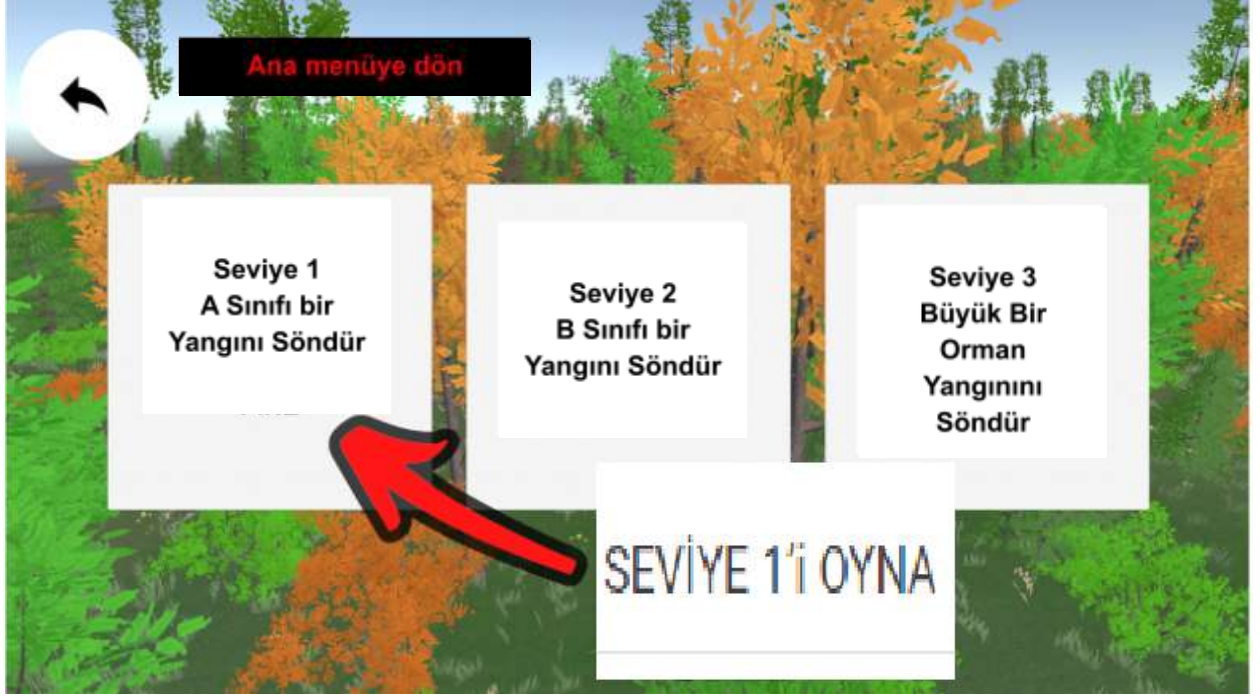 Ana menüye dön
Seviye 1
A Sınıfı bir
Yangını Söndür
Seviye 2
B Sınıfı bir
Yangını Söndür
Seviye 3
Büyük Bir
Orman
Yangınını
Söndür
SEVİYE 1'i OYNA